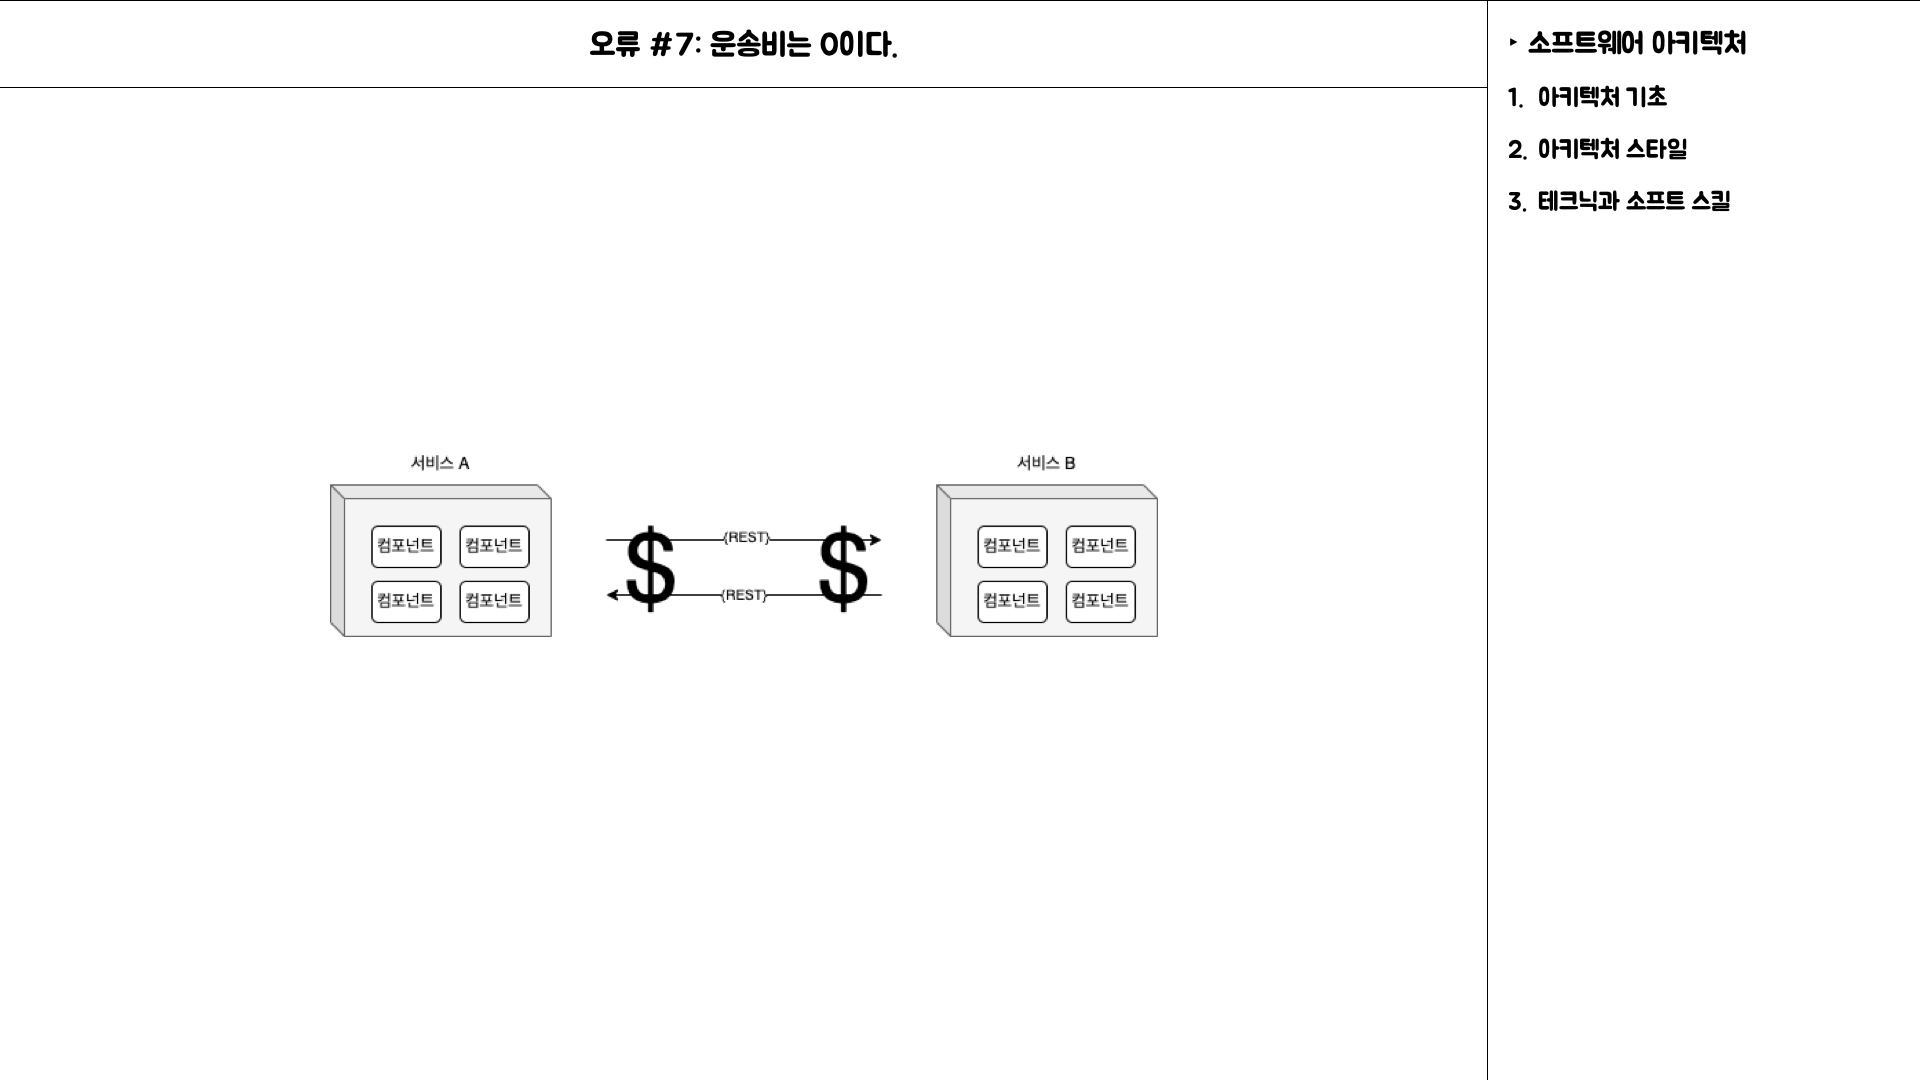 오류 #7: 운송비는 0이다.
서비스 A
컴포넌트 컴포넌트
컴포넌트 컴포넌트
$ {REST} $
{REST}
서비스 B
컴포넌트 컴포넌트
컴포넌트 컴포넌트
‣ 소프트웨어 아키텍처
1. 아키텍처 기초
2. 아키텍처 스타일
3. 테크닉과 소프트 스킬